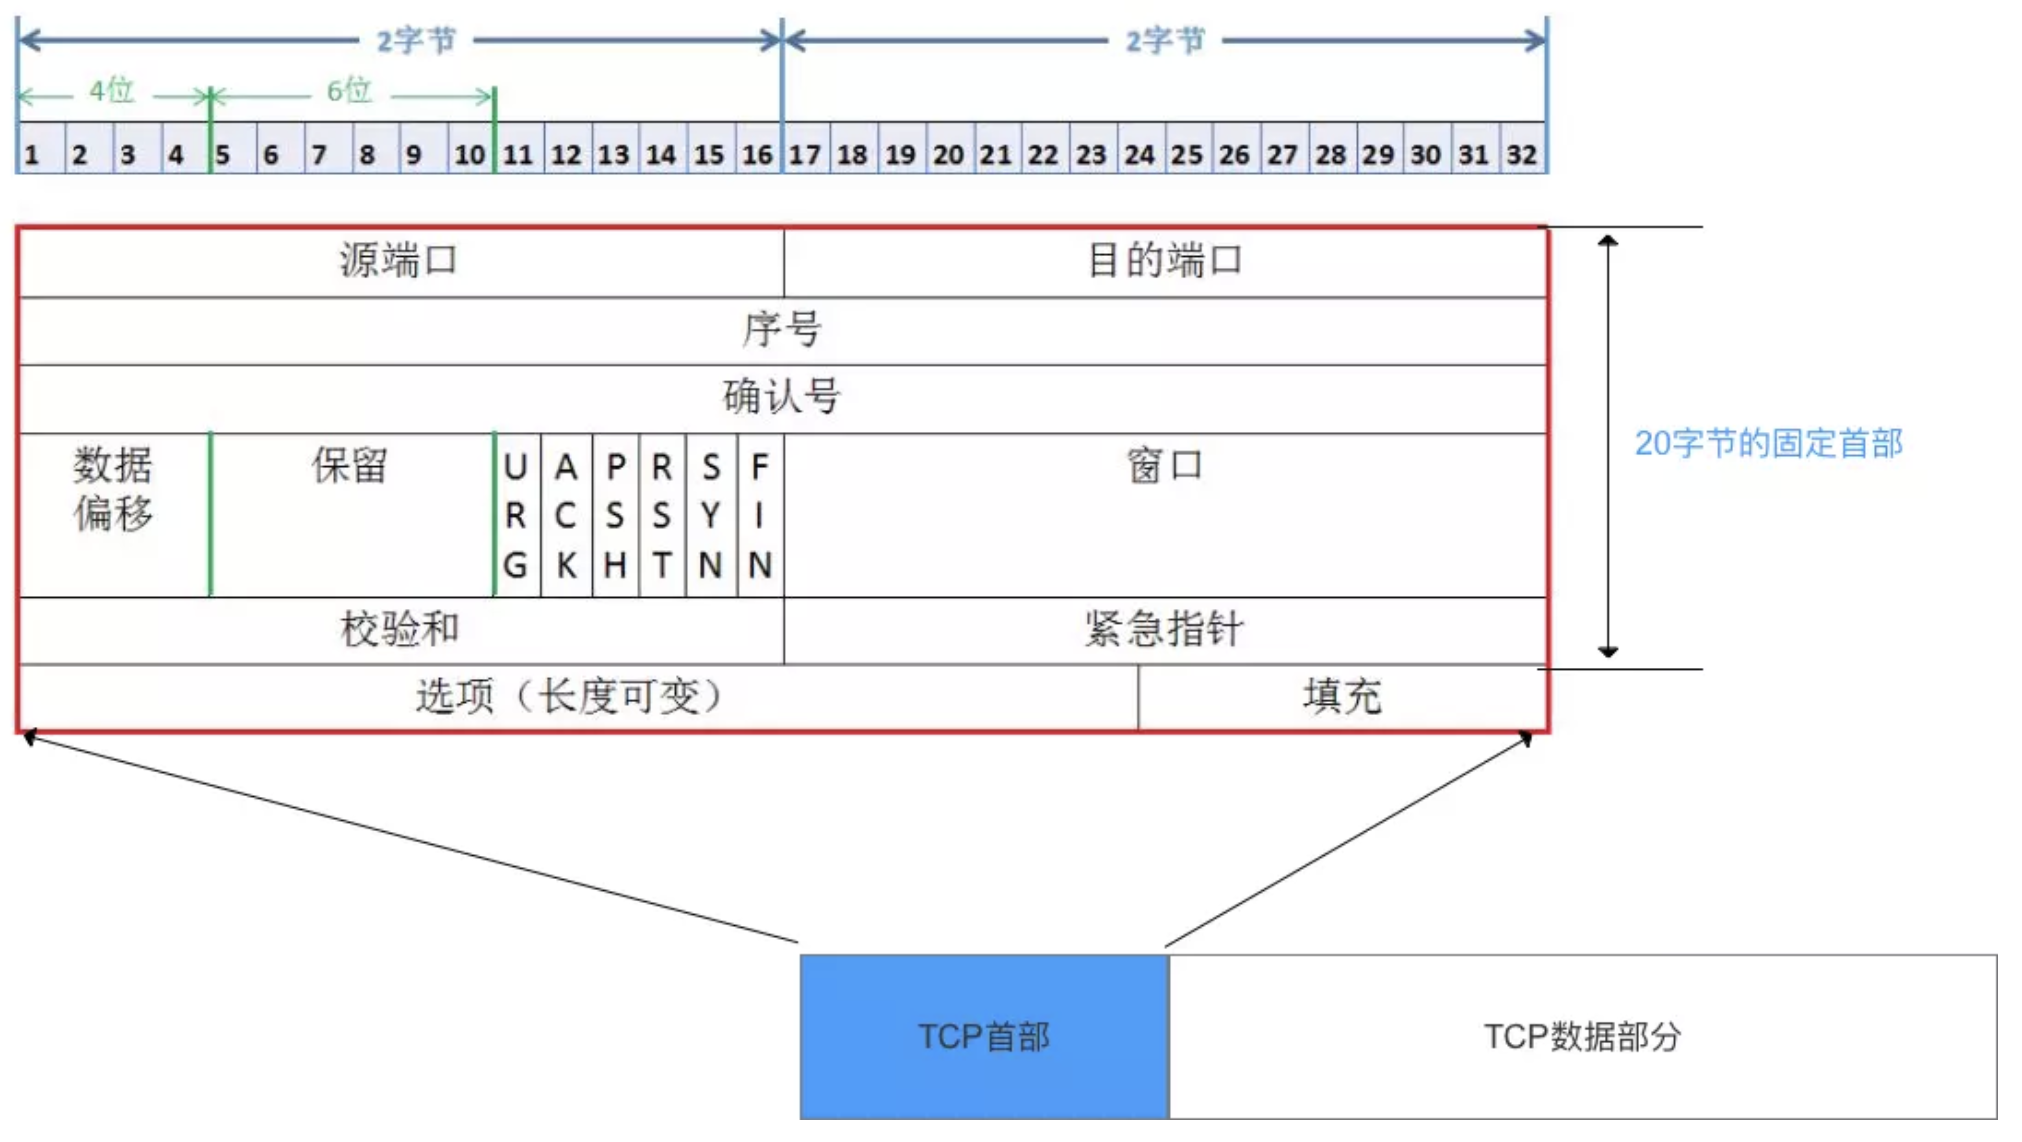 2字节 2字节
4位 6位
1 2 3 4 5 6 7 8 9 10 11 12 13 14 15 16 17 18 19 20 21 22 23 24 25 26 27 28 29 30 31 32
源端口 目的端口
序号
确认号
数据偏移 保留 URG ACK PSH RST SYN FIN 窗口
20字节的固定首部
校验和 紧急指针
选项（长度可变） 填充
TCP首部 TCP数据部分